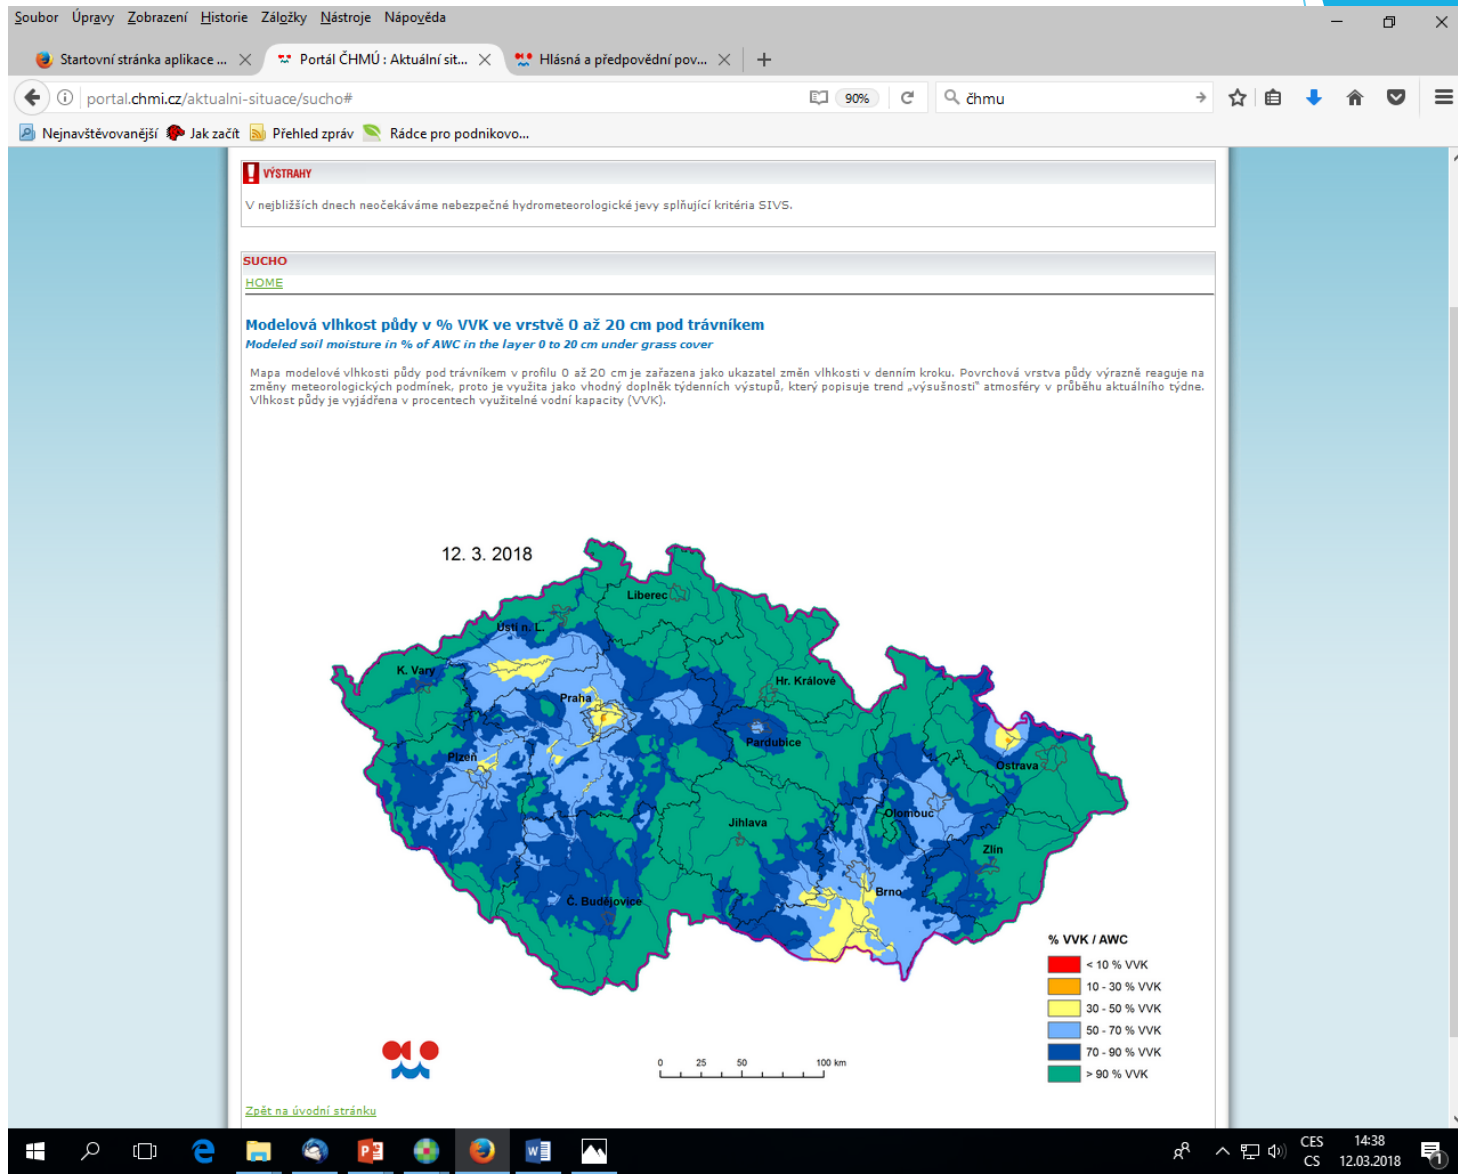 Soubor Úpravy Zobrazení Historie Záložky Nástroje Nápověda
Startovní stránka aplikace ...
Portál ČHMÚ : Aktuální sit...
Hlásná a předpovědní pov...
portal.chmi.cz/aktualni-situace/sucho#
90%
čhmu
Nejnavštěvovanější Jak začít Přehled zpráv Rádce pro podnikovo...
VÝSTRAHY
V nejbližších dnech neočekáváme nebezpečné hydrometeorologické jevy splňující kritéria SIVS.
SUCHO
HOME
Modelová vlhkost půdy v % VVK ve vrstvě 0 až 20 cm pod trávníkem
Modeled soil moisture in % of AWC in the layer 0 to 20 cm under grass cover
Mapa modelové vlhkosti půdy pod trávníkem v profilu 0 až 20 cm je zařazena jako ukazatel změn vlhkosti v denním kroku. Povrchová vrstva půdy výrazně reaguje na
změny meteorologických podmínek, proto je využita jako vhodný doplněk týdenních výstupů, který popisuje trend „výsušnosti" atmosféry v průběhu aktuálního týdne.
Vlhkost půdy je vyjádřena v procentech využitelné vodní kapacity (VVK).
12. 3. 2018
Liberec
Ústí n. L.
K. Vary
Hr. Králové
Praha
Pardubice
Plzeň
Ostrava
Olomouc
Jihlava
Zlín
Brno
Č. Budějovice
% VVK / AWC
< 10 % VVK
10 - 30 % VVK
30 - 50 % VVK
50 - 70 % VVK
70 - 90 % VVK
> 90 % VVK
0 25 50 100 km
Zpět na úvodní stránku
CES
CS
14:38
12.03.2018
1